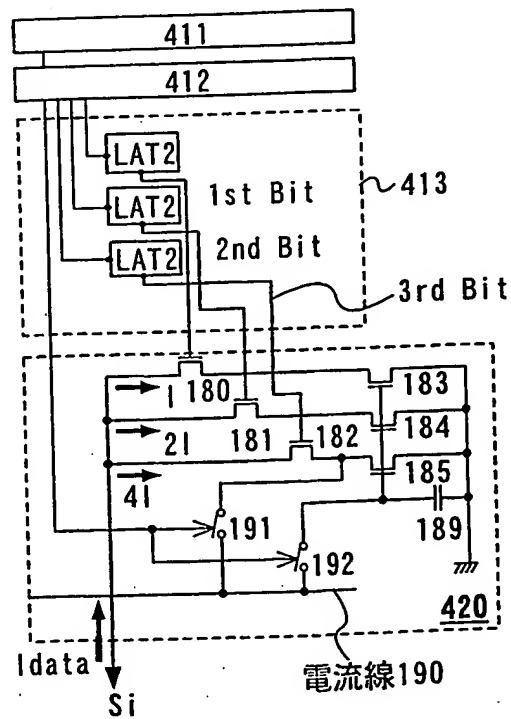 411
412
LAT2
LAT2
LAT2
1st Bit
2nd Bit
413
3rd Bit
I
180
183
2I
181
182
184
4I
185
191
189
192
420
Idata
電流線190
Si